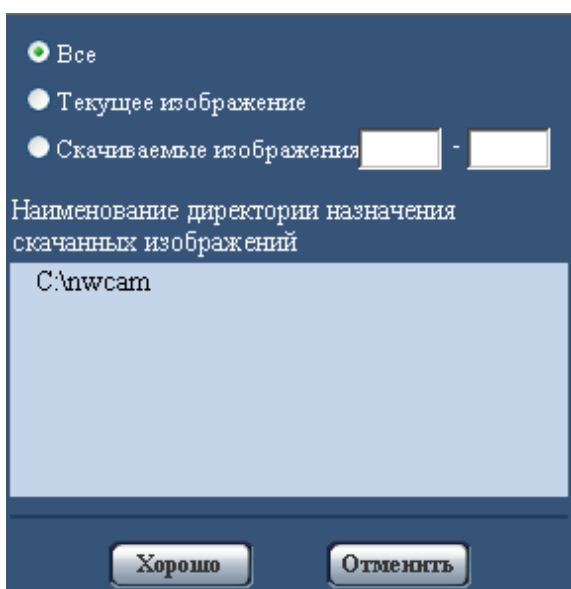 Все
Текущее изображение
Скачиваемые изображения -
Наименование директории назначения
скачанных изображений
C:\nwcam
Хорошо Отменить